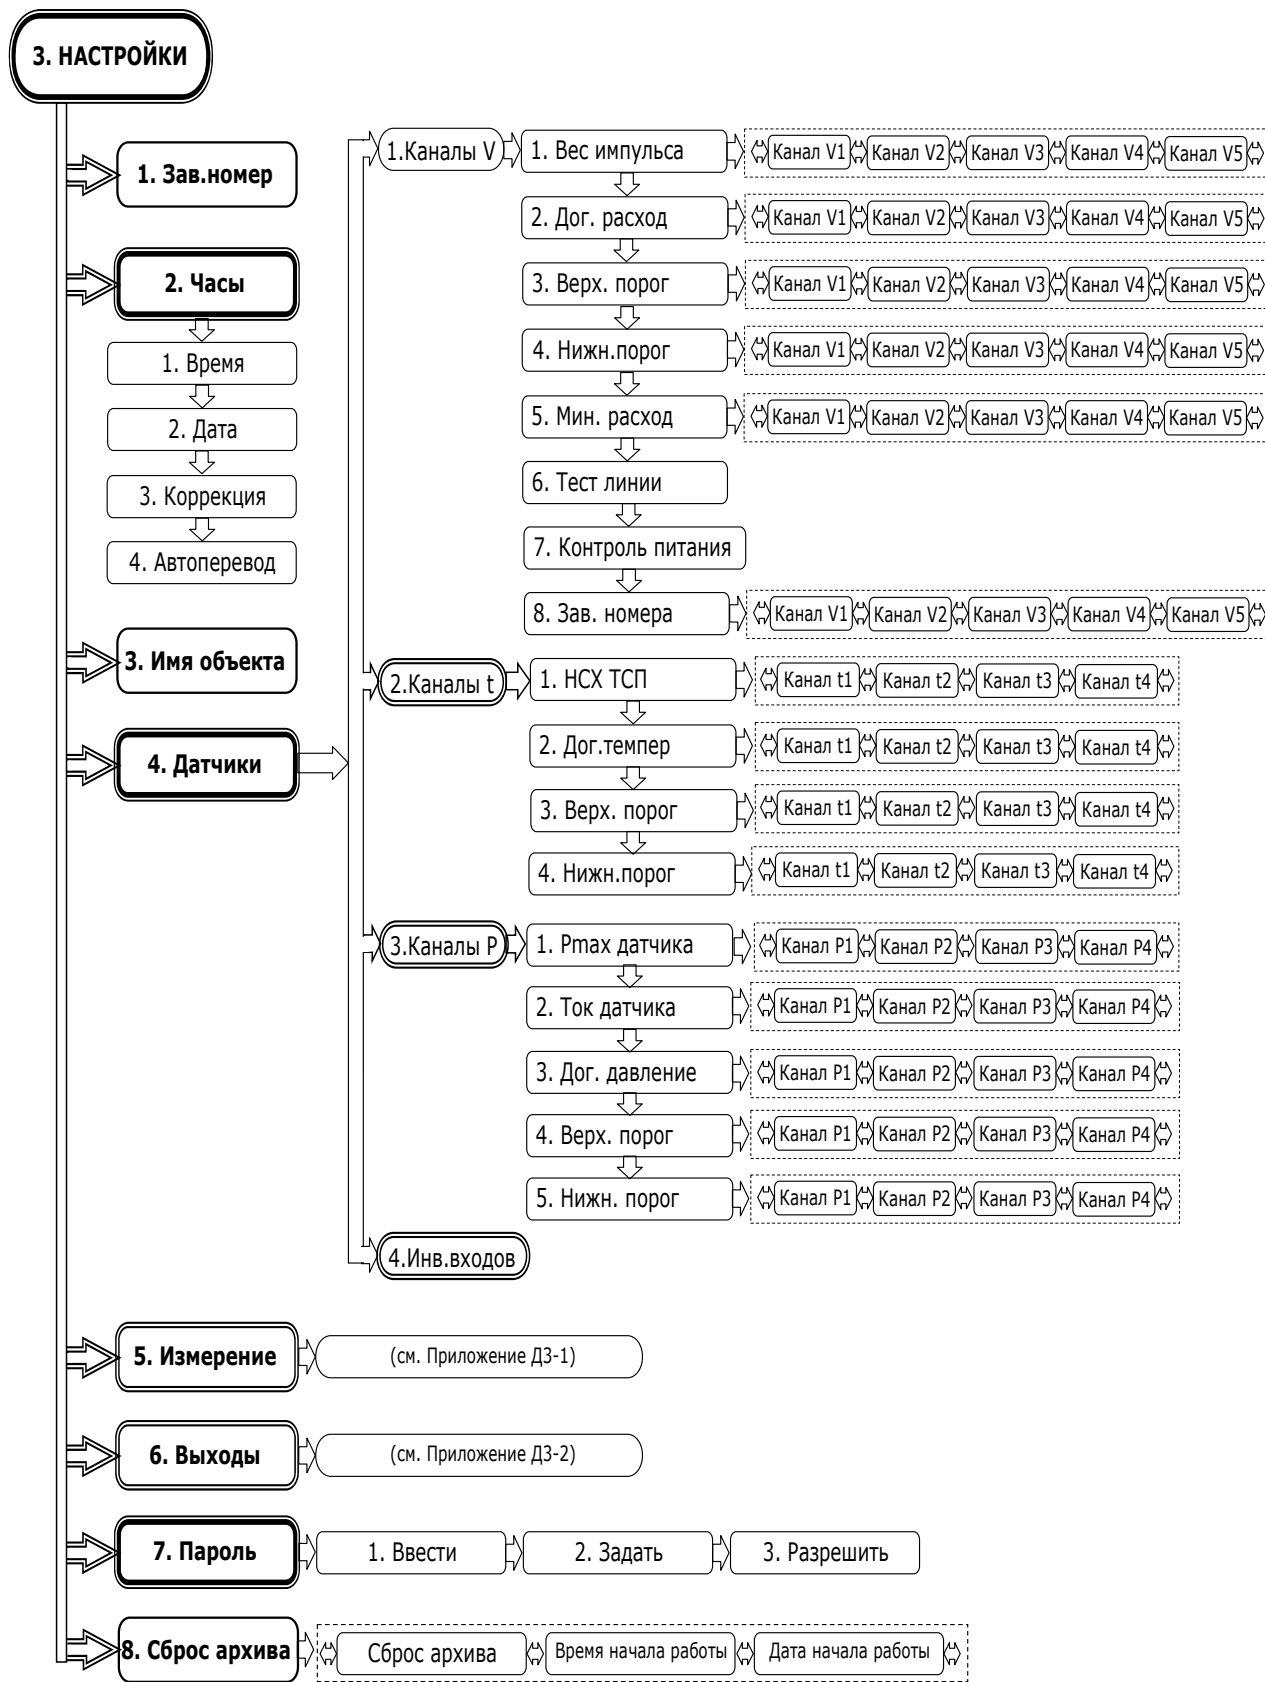 3. НАСТРОЙКИ
1. Зав.номер
2. Часы
1. Время
2. Дата
3. Коррекция
4. Автоперевод
3. Имя объекта
4. Датчики
1.Каналы V
1. Вес импульса
Канал V1 Канал V2 Канал V3 Канал V4 Канал V5
2. Дог. расход
Канал V1 Канал V2 Канал V3 Канал V4 Канал V5
3. Верх. порог
Канал V1 Канал V2 Канал V3 Канал V4 Канал V5
4. Нижн.порог
Канал V1 Канал V2 Канал V3 Канал V4 Канал V5
5. Мин. расход
Канал V1 Канал V2 Канал V3 Канал V4 Канал V5
6. Тест линии
7. Контроль питания
8. Зав. номера
Канал V1 Канал V2 Канал V3 Канал V4 Канал V5
2.Каналы t
1. НСХ ТСП
Канал t1 Канал t2 Канал t3 Канал t4
2. Дог.темпер
Канал t1 Канал t2 Канал t3 Канал t4
3. Верх. порог
Канал t1 Канал t2 Канал t3 Канал t4
4. Нижн.порог
Канал t1 Канал t2 Канал t3 Канал t4
3.Каналы P
1. Pmax датчика
Канал P1 Канал P2 Канал P3 Канал P4
2. Ток датчика
Канал P1 Канал P2 Канал P3 Канал P4
3. Дог. давление
Канал P1 Канал P2 Канал P3 Канал P4
4. Верх. порог
Канал P1 Канал P2 Канал P3 Канал P4
5. Нижн. порог
Канал P1 Канал P2 Канал P3 Канал P4
4.Инв.входов
5. Измерение
(см. Приложение Д3-1)
6. Выходы
(см. Приложение Д3-2)
7. Пароль
1. Ввести
2. Задать
3. Разрешить
8. Сброс архива
Сброс архива
Время начала работы
Дата начала работы